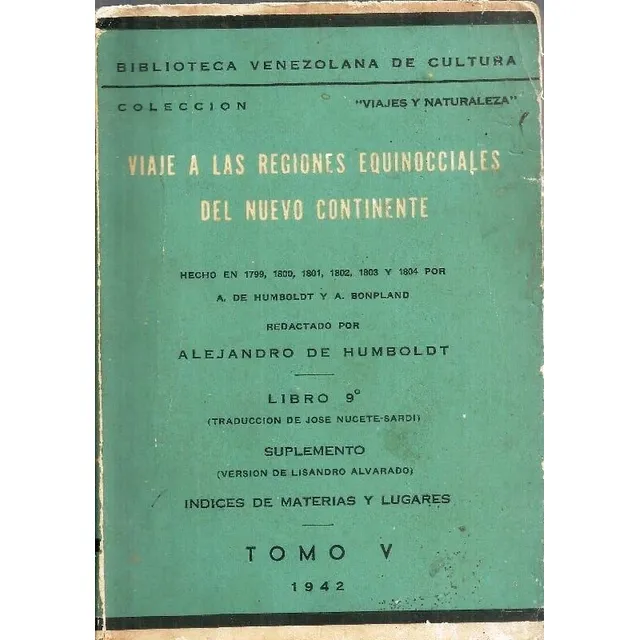 BIBLIOTECA VENEZOLANA DE CULTURA
COLECCION "VIAJES Y NATURALEZA"
VIAJE A LAS REGIONES EQUINOCCIALES
DEL NUEVO CONTINENTE
HECHO EN 1799, 1800, 1801, 1802, 1803 Y 1804 POR
A. DE HUMBOLDT Y A. BONPLAND
REDACTADO POR
ALEJANDRO DE HUMBOLDT
LIBRO 9º
(TRADUCCION DE JOSE NUCETE-SARDI)
SUPLEMENTO
(VERSION DE LISANDRO ALVARADO)
INDICES DE MATERIAS Y LUGARES
TOMO V
1942